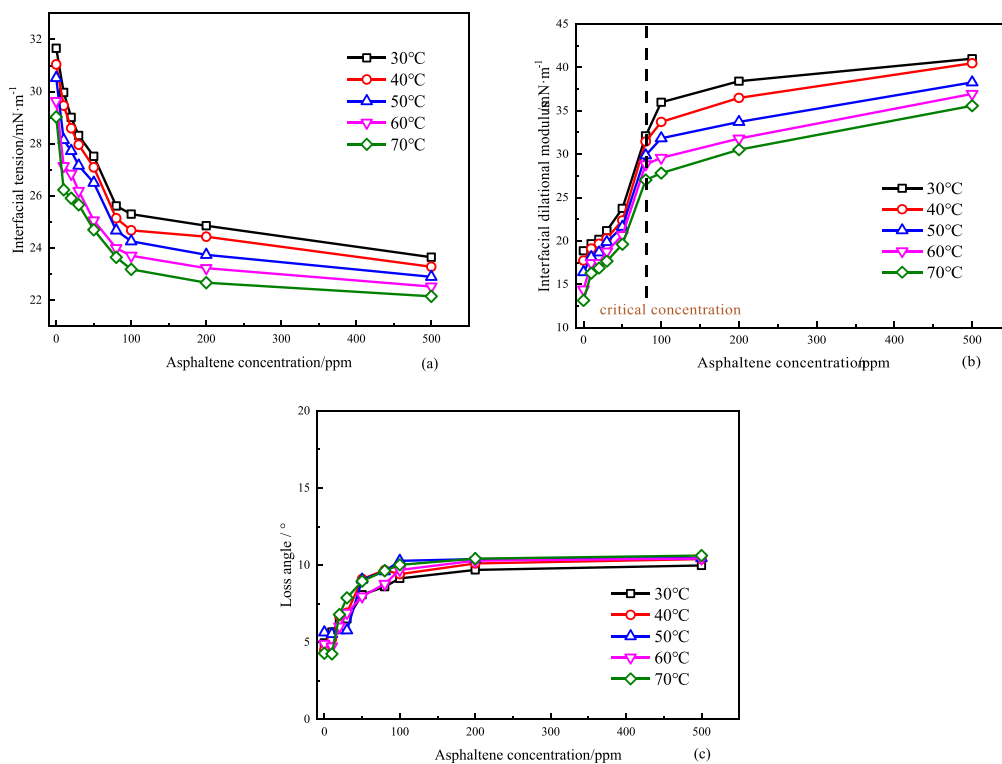 32
30
28
26
24
22
Interfacial tension/mN·m⁻¹
30℃
40℃
50℃
60℃
70℃
0 100 200 300 400 500
Asphaltene concentration/ppm
(a)
40
35
30
25
20
15
10
Interfacial dilational modulus/mN·m⁻¹
30℃
40℃
50℃
60℃
70℃
critical concentration
0 100 200 300 400 500
Asphaltene concentration/ppm
(b)
20
15
10
5
0
Loss angle / °
30℃
40℃
50℃
60℃
70℃
0 100 200 300 400 500
Asphaltene concentration/ppm
(c)